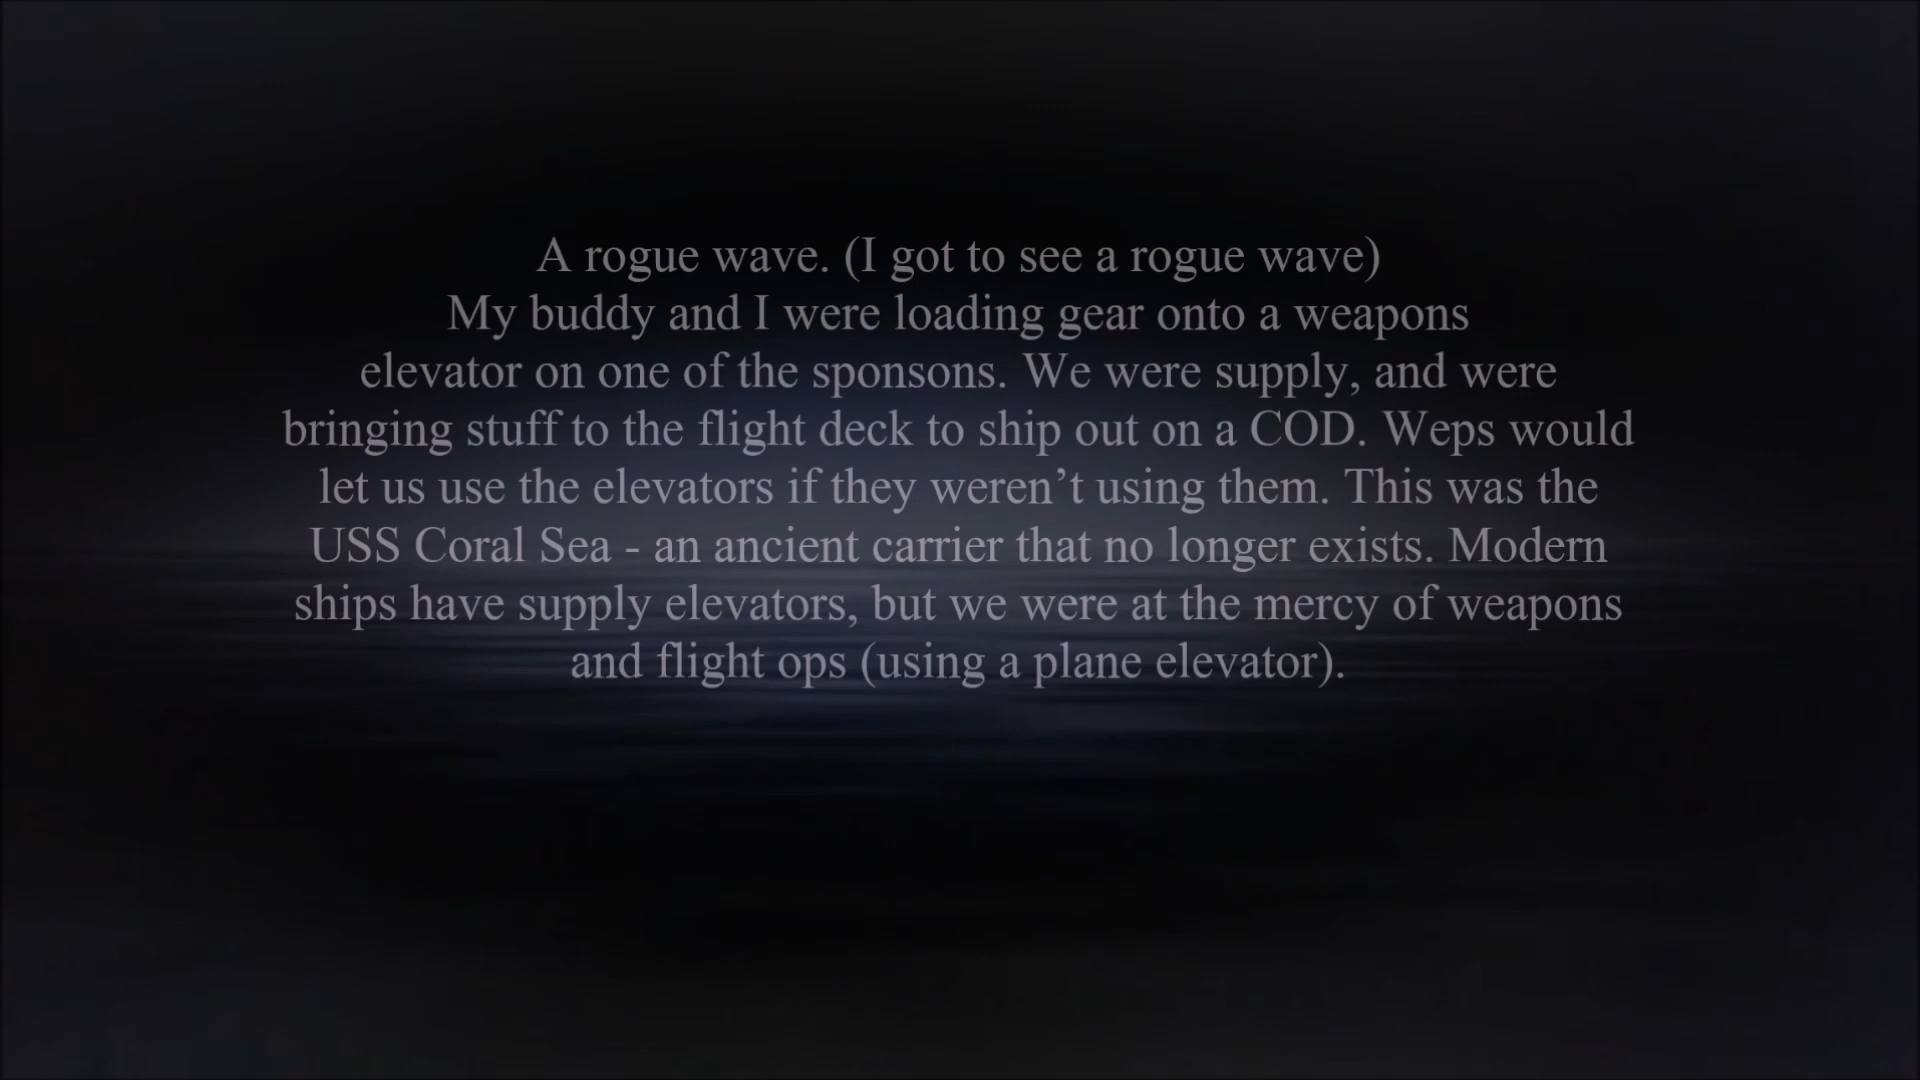 A rogue wave. (I got to see a rogue wave)
My buddy and I were loading gear onto a weapons
elevator on one of the sponsons. We were supply, and were
bringing stuff to the flight deck to ship out on a COD. Weps would
let us use the elevators if they weren’t using them. This was the
USS Coral Sea - an ancient carrier that no longer exists. Modern
ships have supply elevators, but we were at the mercy of weapons
and flight ops (using a plane elevator).